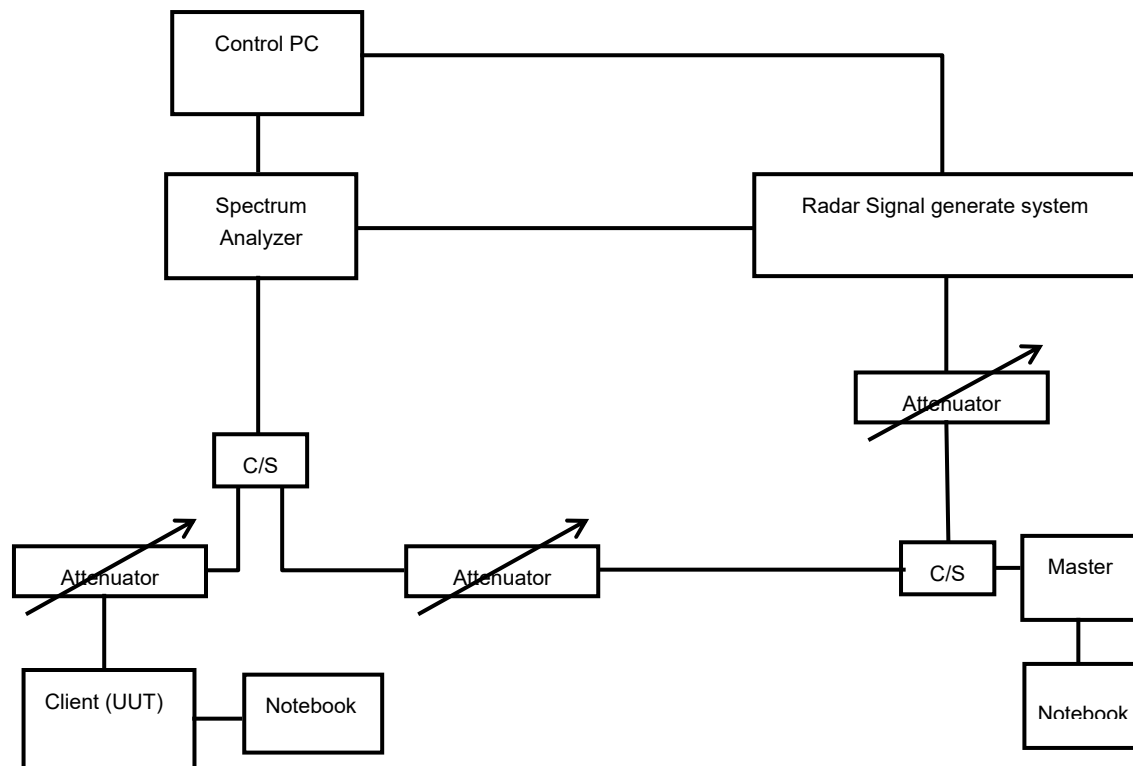 Control PC
Spectrum
Analyzer
Radar Signal generate system
Attenuator
C/S
Attenuator
Attenuator
C/S
Master
Client (UUT)
Notebook
Notebook